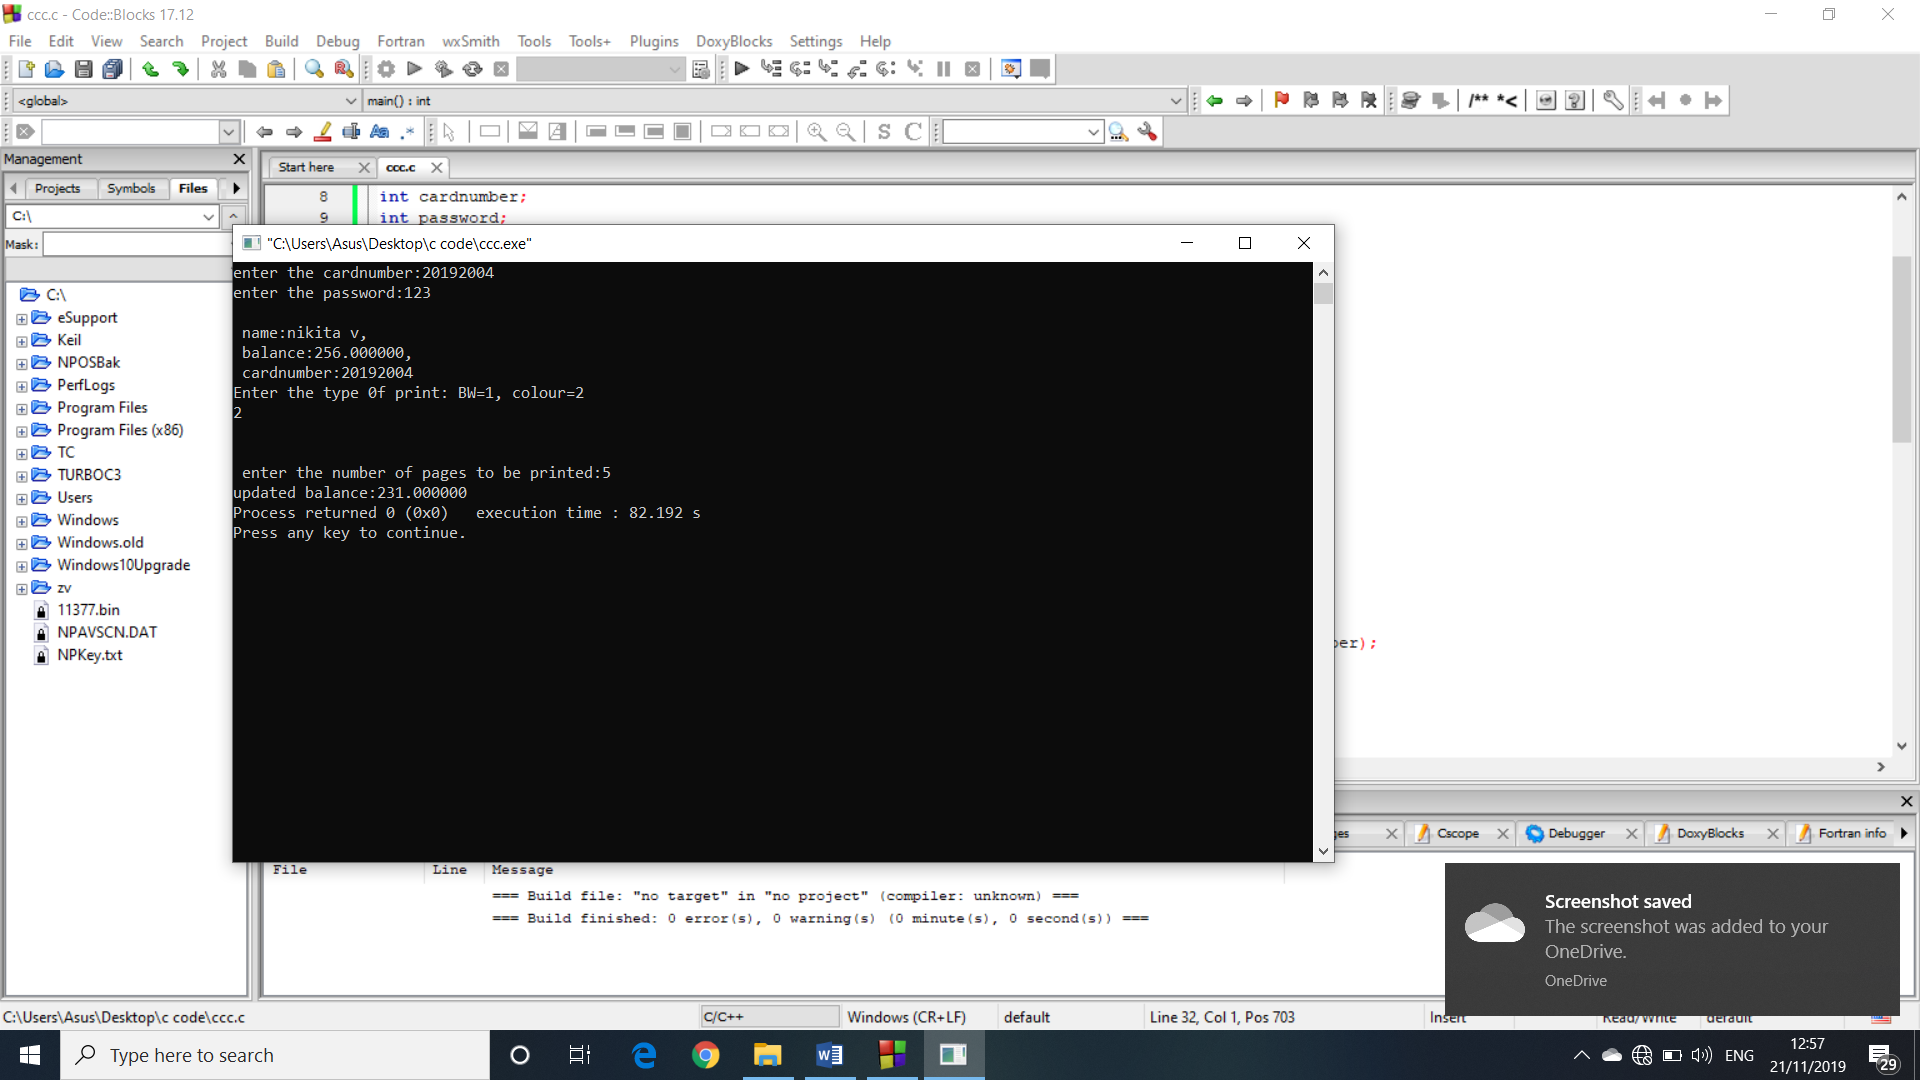 ccc.c - Code::Blocks 17.12
File Edit View Search Project Build Debug Fortran wxSmith Tools Tools+ Plugins DoxyBlocks Settings Help
<global> main() : int
/** *<
S C
Management
Start here ccc.c
Projects Symbols Files
C:\
Mask:
8 int cardnumber;
9 int password;
"C:\Users\Asus\Desktop\c code\ccc.exe"
enter the cardnumber:20192004
enter the password:123
name:nikita v,
balance:256.000000,
cardnumber:20192004
Enter the type 0f print: BW=1, colour=2
2
enter the number of pages to be printed:5
updated balance:231.000000
Process returned 0 (0x0) execution time : 82.192 s
Press any key to continue.
C:\
eSupport
Keil
NPOSBak
PerfLogs
Program Files
Program Files (x86)
TC
TURBOC3
Users
Windows
Windows.old
Windows10Upgrade
zv
11377.bin
NPAVSCN.DAT
NPKey.txt
ber);
ges Cscope Debugger DoxyBlocks Fortran info
File Line Message
=== Build file: "no target" in "no project" (compiler: unknown) ===
=== Build finished: 0 error(s), 0 warning(s) (0 minute(s), 0 second(s)) ===
Screenshot saved
The screenshot was added to your
OneDrive.
OneDrive
C:\Users\Asus\Desktop\c code\ccc.c C/C++ Windows (CR+LF) default Line 32, Col 1, Pos 703 Insert Read/Write default
Type here to search
ENG
12:57
21/11/2019
29